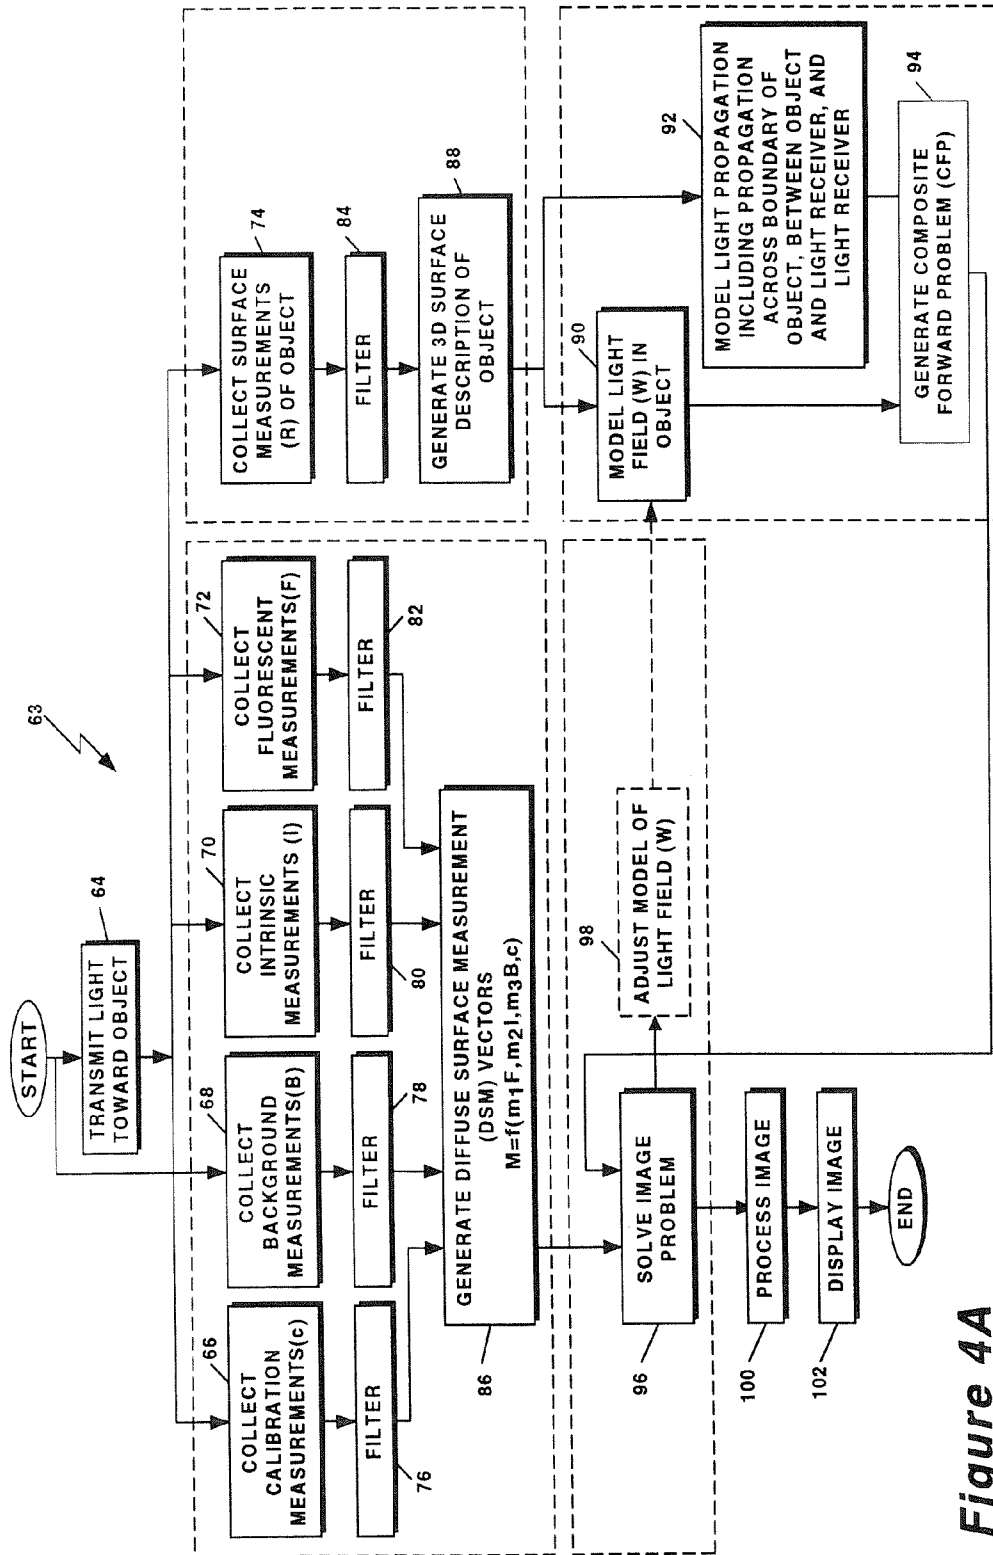 START
63
64
TRANSMIT LIGHT
TOWARD OBJECT
66
COLLECT
CALIBRATION
MEASUREMENTS(c)
68
COLLECT
BACKGROUND
MEASUREMENTS(B)
70
COLLECT
INTRINSIC
MEASUREMENTS (I)
72
COLLECT
FLUORESCENT
MEASUREMENTS(F)
74
COLLECT SURFACE
MEASUREMENTS
(R) OF OBJECT
FILTER
76
FILTER
78
FILTER
80
FILTER
82
FILTER
84
GENERATE DIFFUSE SURFACE MEASUREMENT
(DSM) VECTORS
M=f(m1F,m2I,m3B,c)
86
GENERATE 3D SURFACE
DESCRIPTION OF
OBJECT
88
90
MODEL LIGHT
FIELD (W) IN
OBJECT
92
MODEL LIGHT PROPAGATION
INCLUDING PROPAGATION
ACROSS BOUNDARY OF
OBJECT, BETWEEN OBJECT
AND LIGHT RECEIVER, AND
LIGHT RECEIVER
94
GENERATE COMPOSITE
FORWARD PROBLEM (CFP)
SOLVE IMAGE
PROBLEM
96
98
ADJUST MODEL OF
LIGHT FIELD (W)
PROCESS IMAGE
100
DISPLAY IMAGE
102
END
Figure 4A